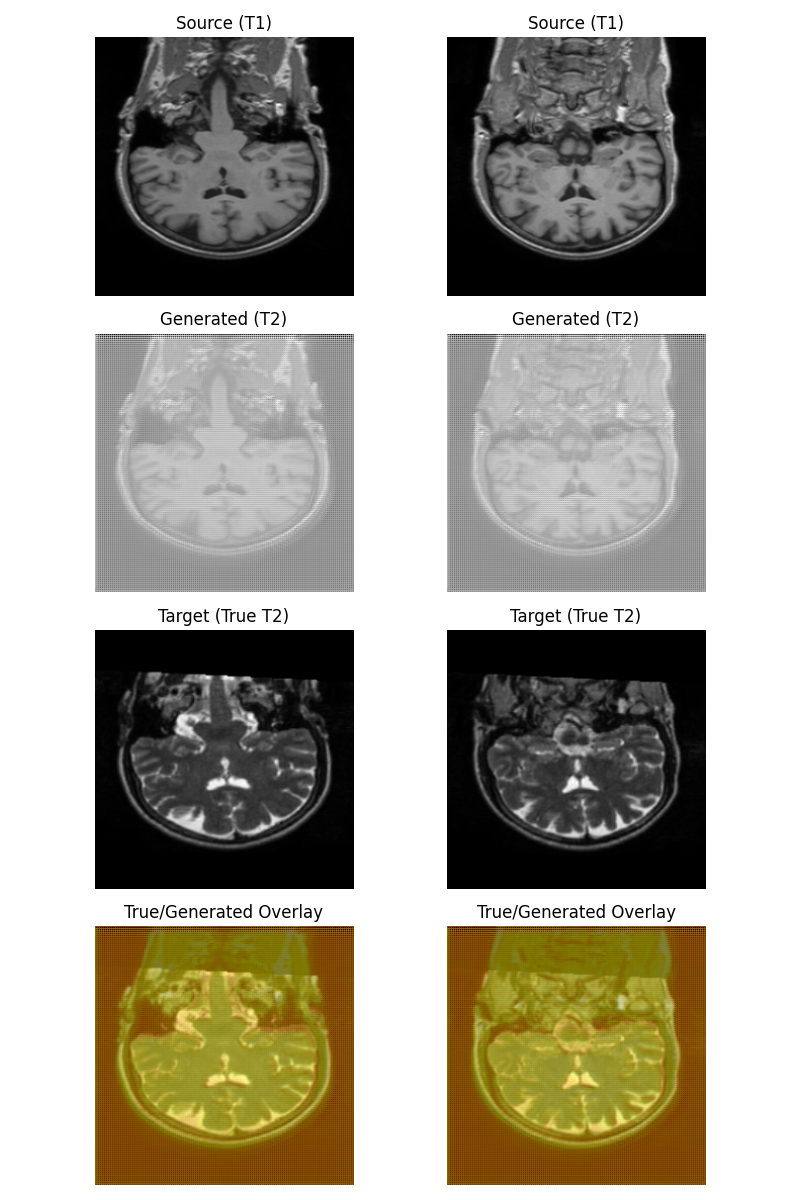 Source (T1)
Source (T1)
Generated (T2)
Generated (T2)
Target (True T2)
Target (True T2)
True/Generated Overlay
True/Generated Overlay